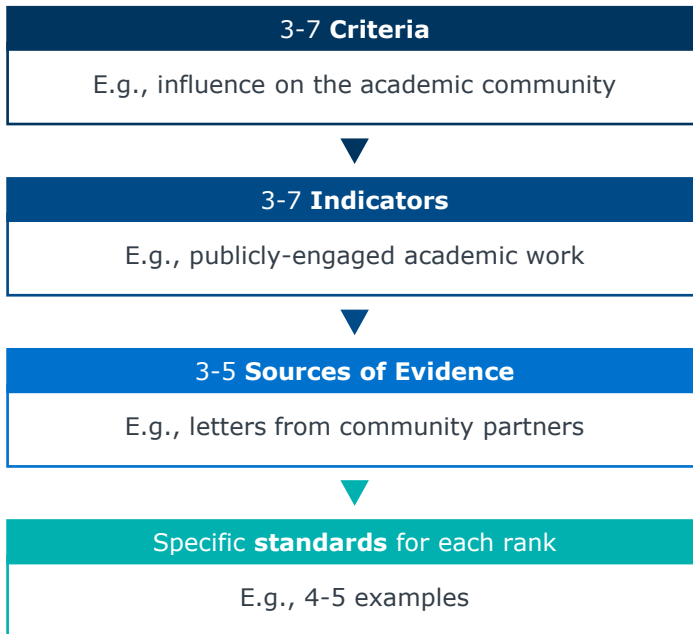 3-7 Criteria
E.g., influence on the academic community
3-7 Indicators
E.g., publicly-engaged academic work
3-5 Sources of Evidence
E.g., letters from community partners
Specific standards for each rank
E.g., 4-5 examples